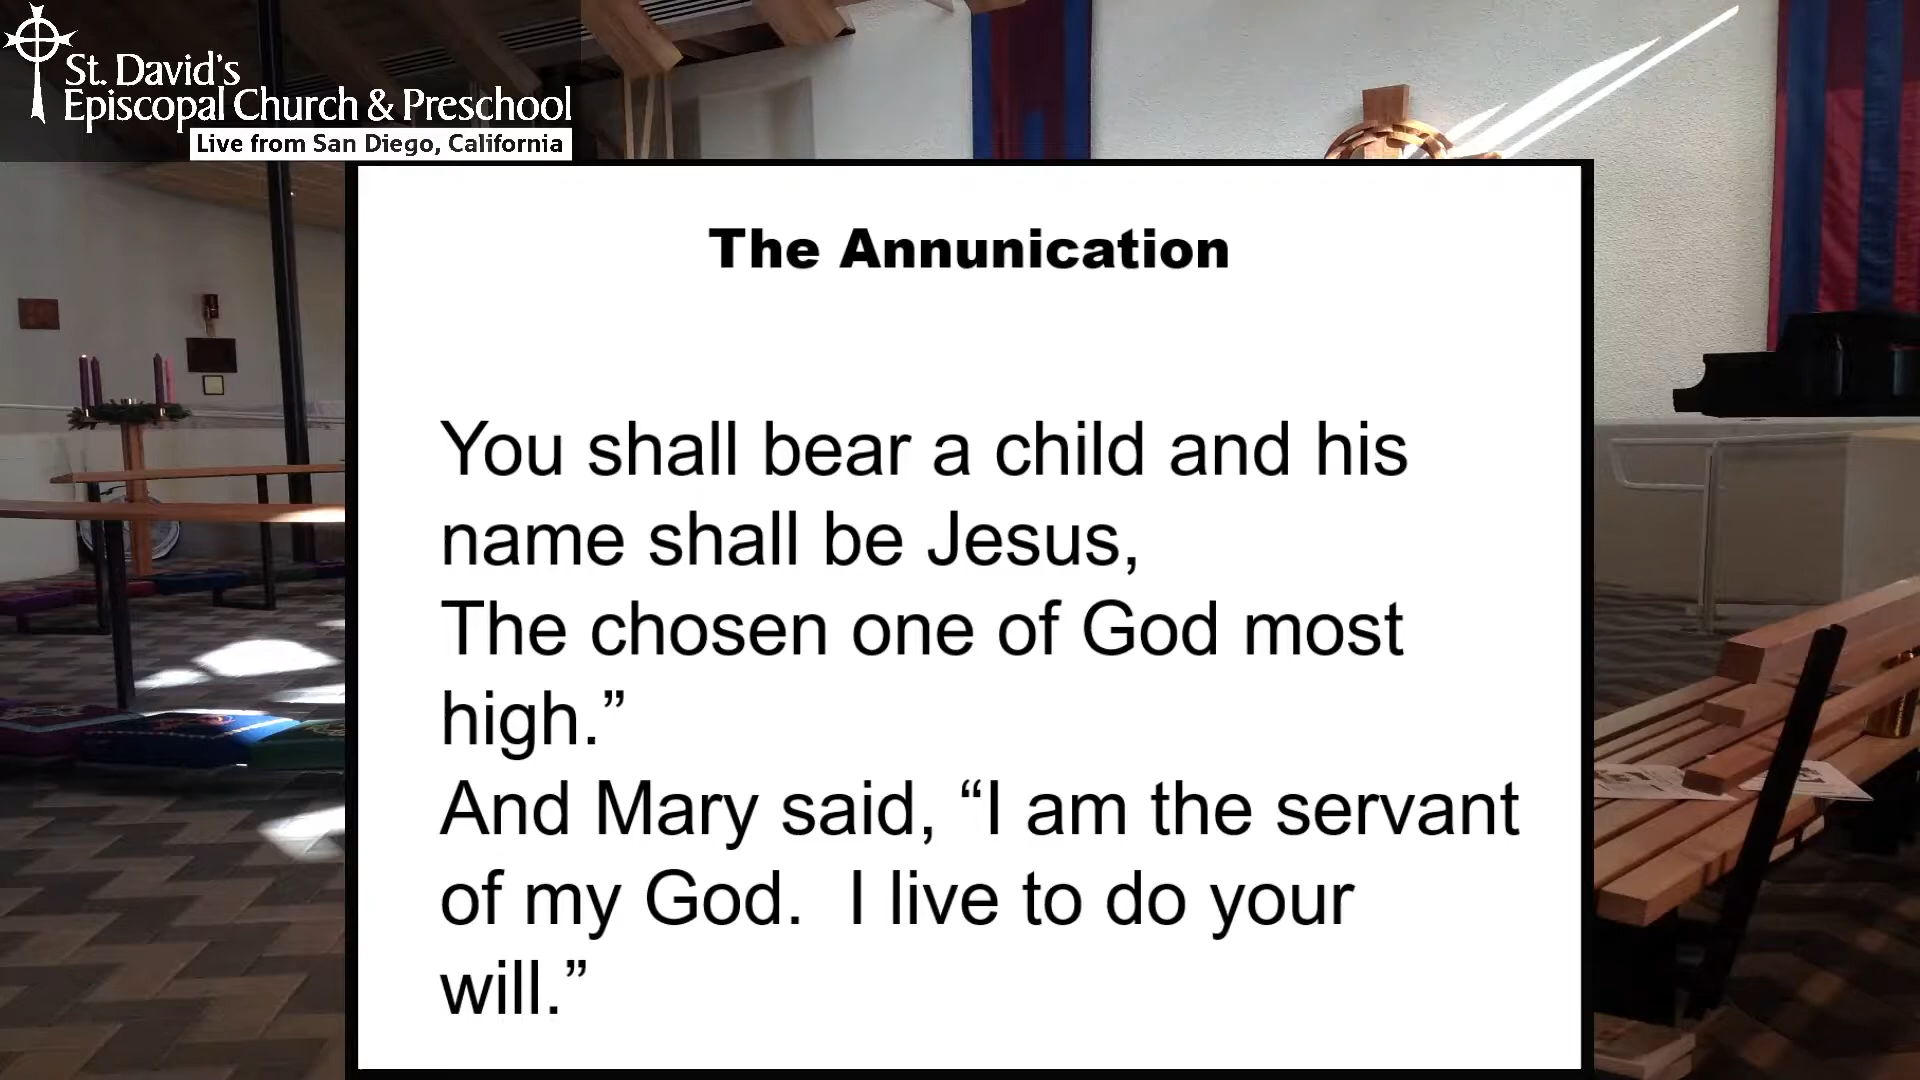 St. David's
Episcopal Church & Preschool
Live from San Diego, California
The Annunication
You shall bear a child and his
name shall be Jesus,
The chosen one of God most
high.”
And Mary said, “I am the servant
of my God.  I live to do your
will.”